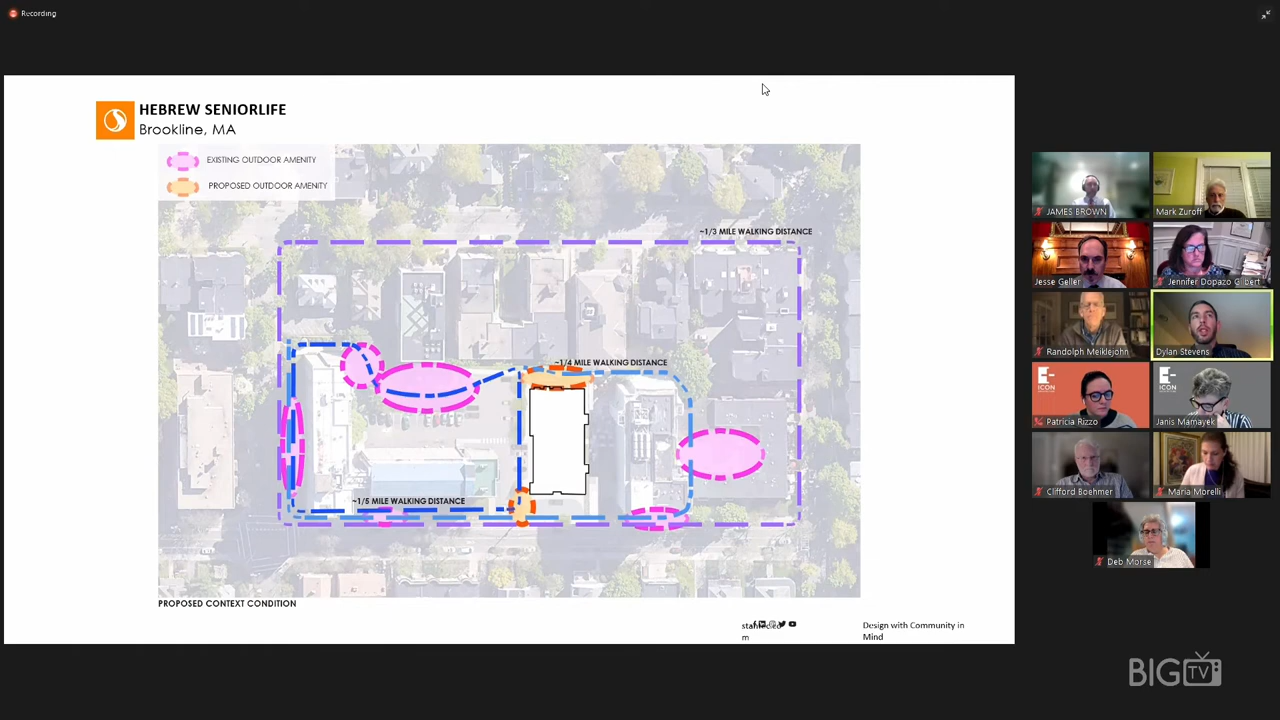 Recording
HEBREW SENIORLIFE
Brookline, MA
EXISTING OUTDOOR AMENITY
PROPOSED OUTDOOR AMENITY
~1/3 MILE WALKING DISTANCE
~1/4 MILE WALKING DISTANCE
~1/5 MILE WALKING DISTANCE
PROPOSED CONTEXT CONDITION
Design with Community in
Mind
JAMES BROWN
Mark Zuroff
Jesse Geller
Jennifer Dopazo Gilbert
Randolph Meiklejohn
Dylan Stevens
ICON
Patricia Rizzo
ICON
Janis Mamayek
Clifford Boehmer
Maria Morelli
Deb Morse
BIG TV